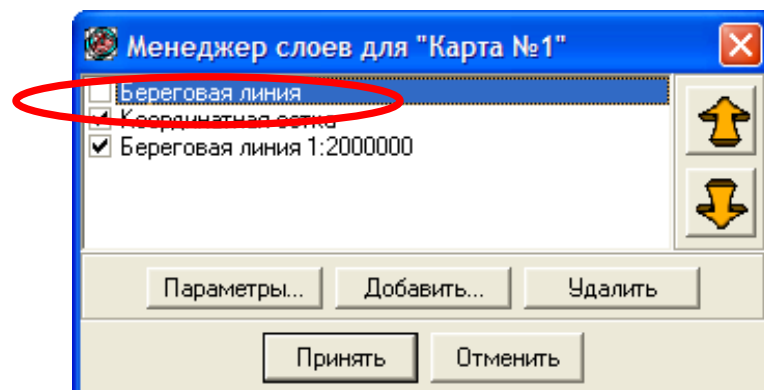 Менеджер слоев для "Карта №1"
Береговая линия
Координатная сетка
Береговая линия 1:2000000
Параметры... Добавить... Удалить
Принять Отменить